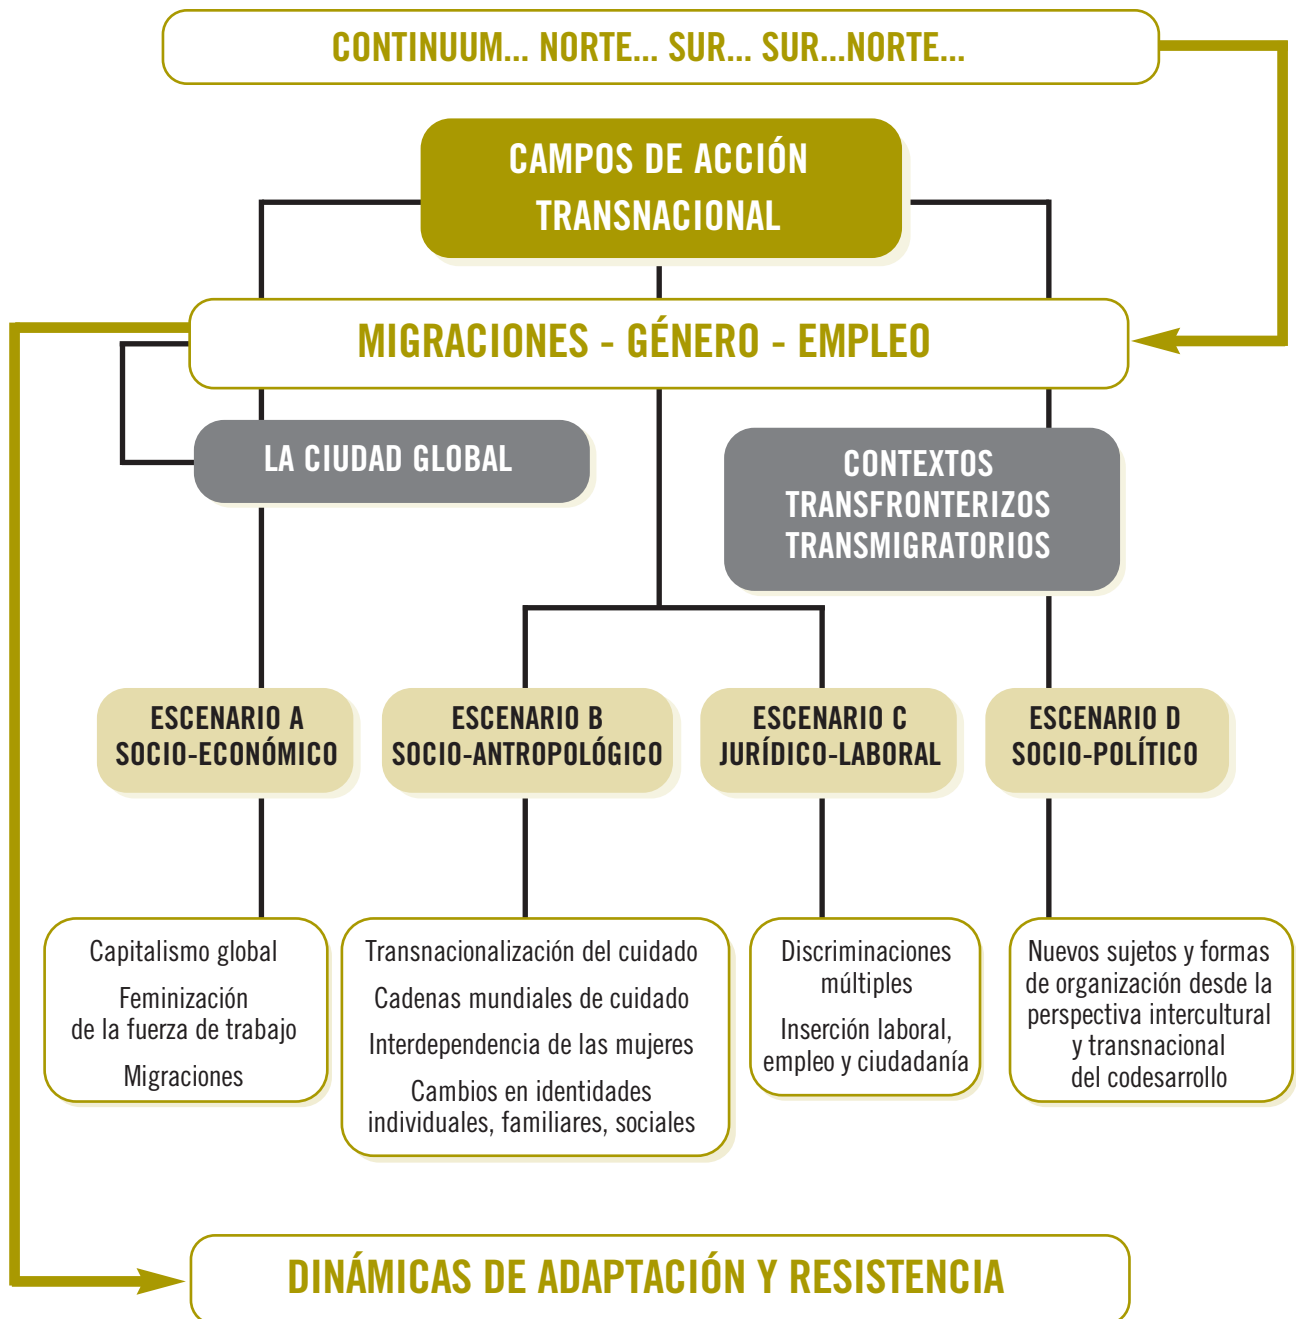 CONTINUUM... NORTE... SUR... SUR...NORTE...
CAMPOS DE ACCIÓN
TRANSNACIONAL
MIGRACIONES - GÉNERO - EMPLEO
LA CIUDAD GLOBAL
CONTEXTOS
TRANSFRONTERIZOS
TRANSMIGRATORIOS
ESCENARIO A
SOCIO-ECONÓMICO
ESCENARIO B
SOCIO-ANTROPOLÓGICO
ESCENARIO C
JURÍDICO-LABORAL
ESCENARIO D
SOCIO-POLÍTICO
Capitalismo global
Feminización
de la fuerza de trabajo
Migraciones
Transnacionalización del cuidado
Cadenas mundiales de cuidado
Interdependencia de las mujeres
Cambios en identidades
individuales, familiares, sociales
Discriminaciones
múltiples
Inserción laboral,
empleo y ciudadanía
Nuevos sujetos y formas
de organización desde la
perspectiva intercultural
y transnacional
del codesarrollo
DINÁMICAS DE ADAPTACIÓN Y RESISTENCIA